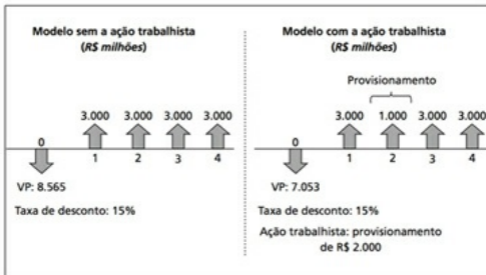 Modelo sem a ação trabalhista
(R$ milhões)
3.000 3.000 3.000 3.000
0
1 2 3 4
VP: 8.565
Taxa de desconto: 15%
Modelo com a ação trabalhista
(R$ milhões)
Provisionamento
3.000 1.000 3.000 3.000
0
1 2 3 4
VP: 7.053
Taxa de desconto: 15%
Ação trabalhista: provisionamento
de R$ 2.000